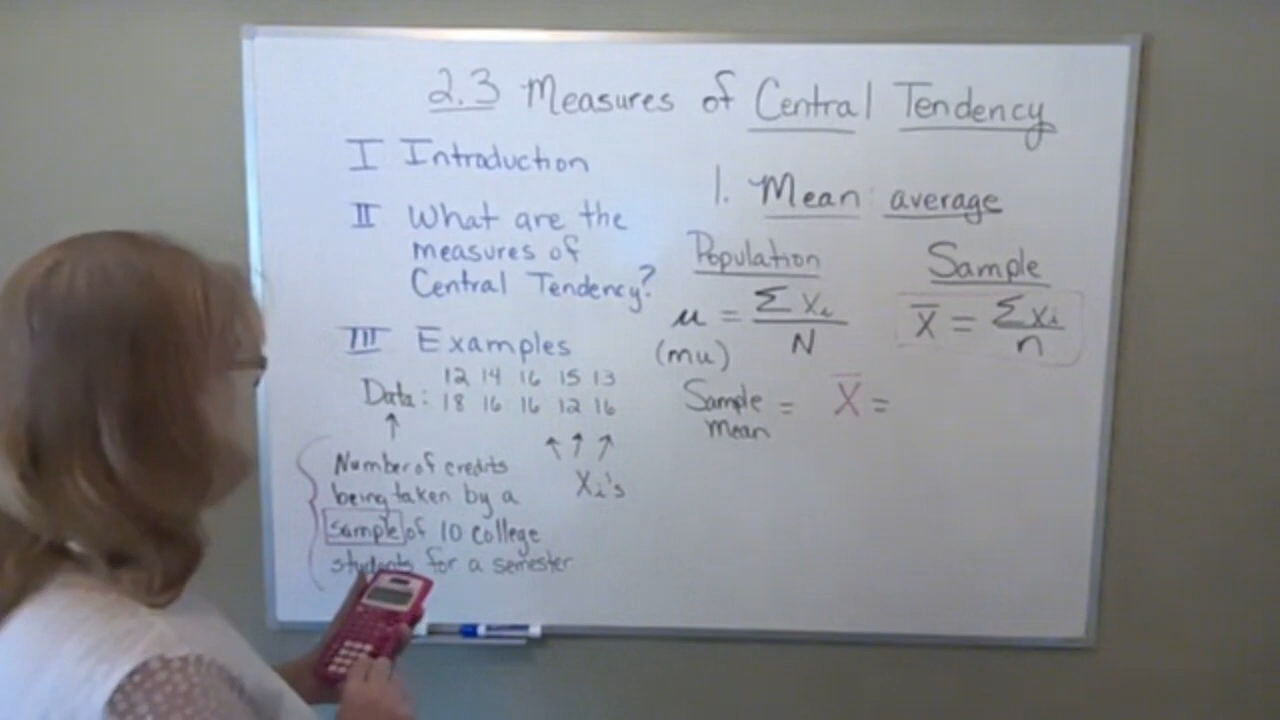 2.3 Measures of Central Tendency
I Introduction
II What are the
measures of
Central Tendency?
III Examples
Data: 12 14 16 15 13
18 16 16 12 16
↑
↑ ↑ ↑
Xi's
Number of credits
being taken by a
sample of 10 college
students for a semester
1. Mean: average
Population
μ = Σxi / N
(mu)
Sample
x̄ = Σxi / n
Sample mean = X̄ =